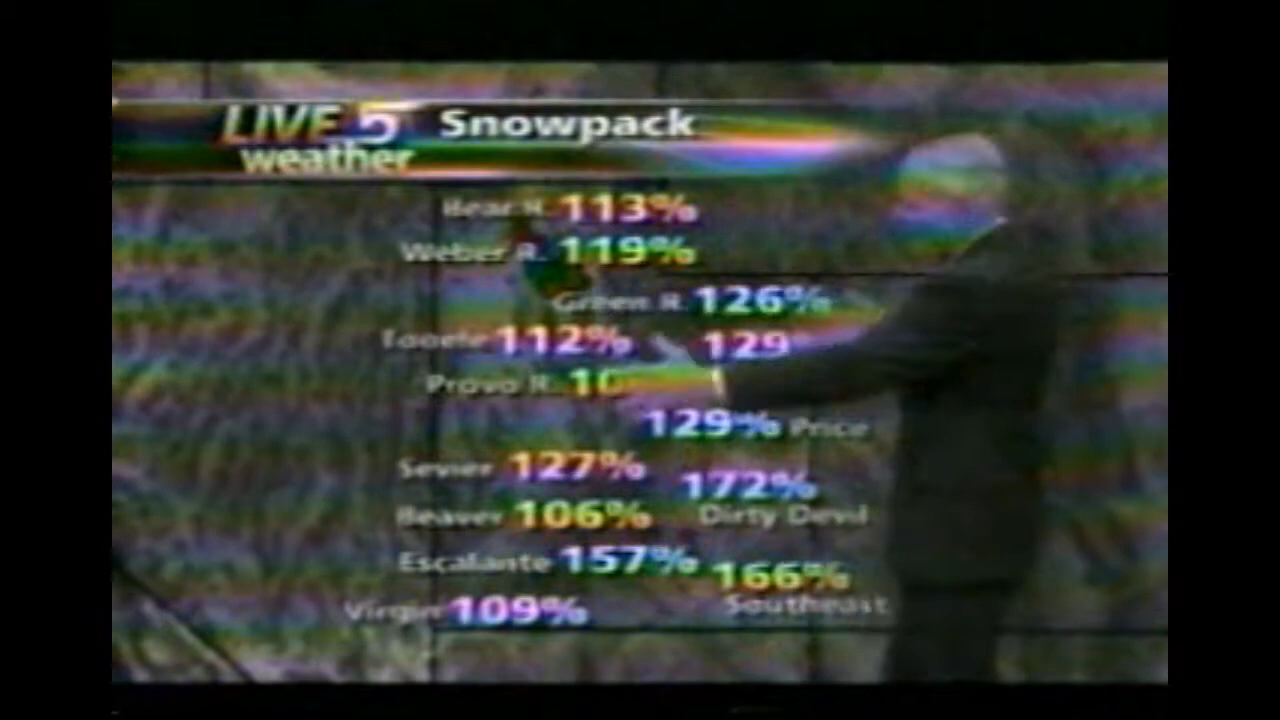 LIVE 5 Snowpack
weather
Bear R. 113%
Weber R. 119%
Green R. 126%
Tooele 112% 129
Provo R. 10
129% Price
Sevier 127%
172%
Beaver 106% Dirty Devil
Escalante 157%
166%
Virgin 109% Southeast